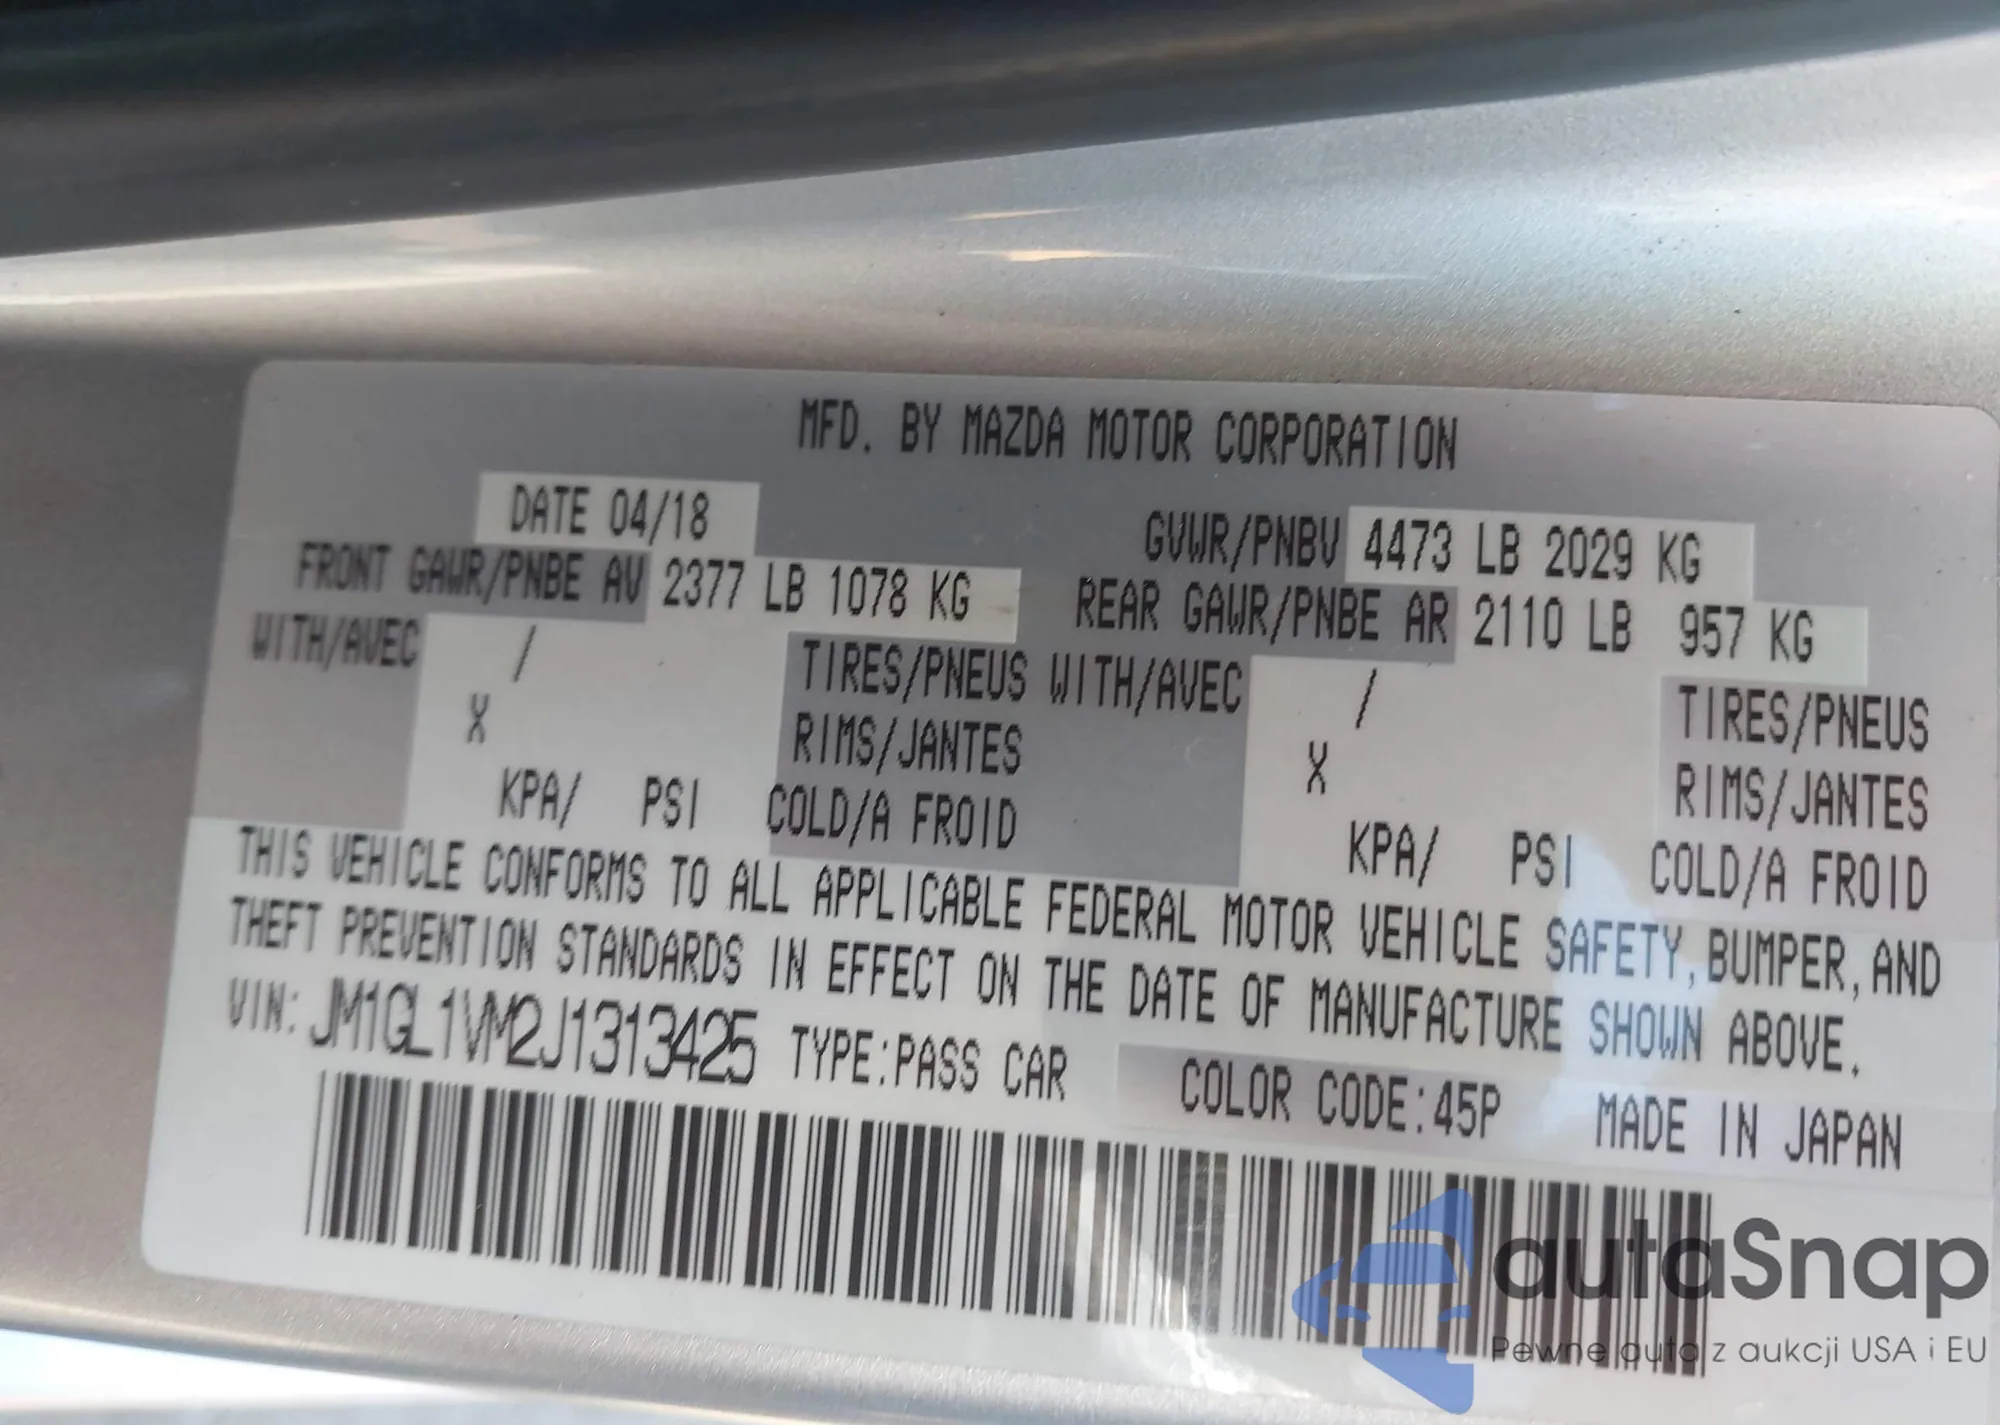 MFD. BY MAZDA MOTOR CORPORATION
DATE 04/18 GVWR/PNBV 4473 LB 2029 KG
FRONT GAWR/PNBE AV 2377 LB 1078 KG REAR GAWR/PNBE AR 2110 LB 957 KG
WITH/AVEC / TIRES/PNEUS WITH/AVEC / TIRES/PNEUS
X RIMS/JANTES X RIMS/JANTES
KPA/ PSI COLD/A FROID KPA/ PSI COLD/A FROID
THIS VEHICLE CONFORMS TO ALL APPLICABLE FEDERAL MOTOR VEHICLE SAFETY, BUMPER, AND
THEFT PREVENTION STANDARDS IN EFFECT ON THE DATE OF MANUFACTURE SHOWN ABOVE.
VIN: JM1GL1VM2J1313425 TYPE:PASS CAR COLOR CODE:45P MADE IN JAPAN
autaSnap
Pewne auta z aukcji USA i EU